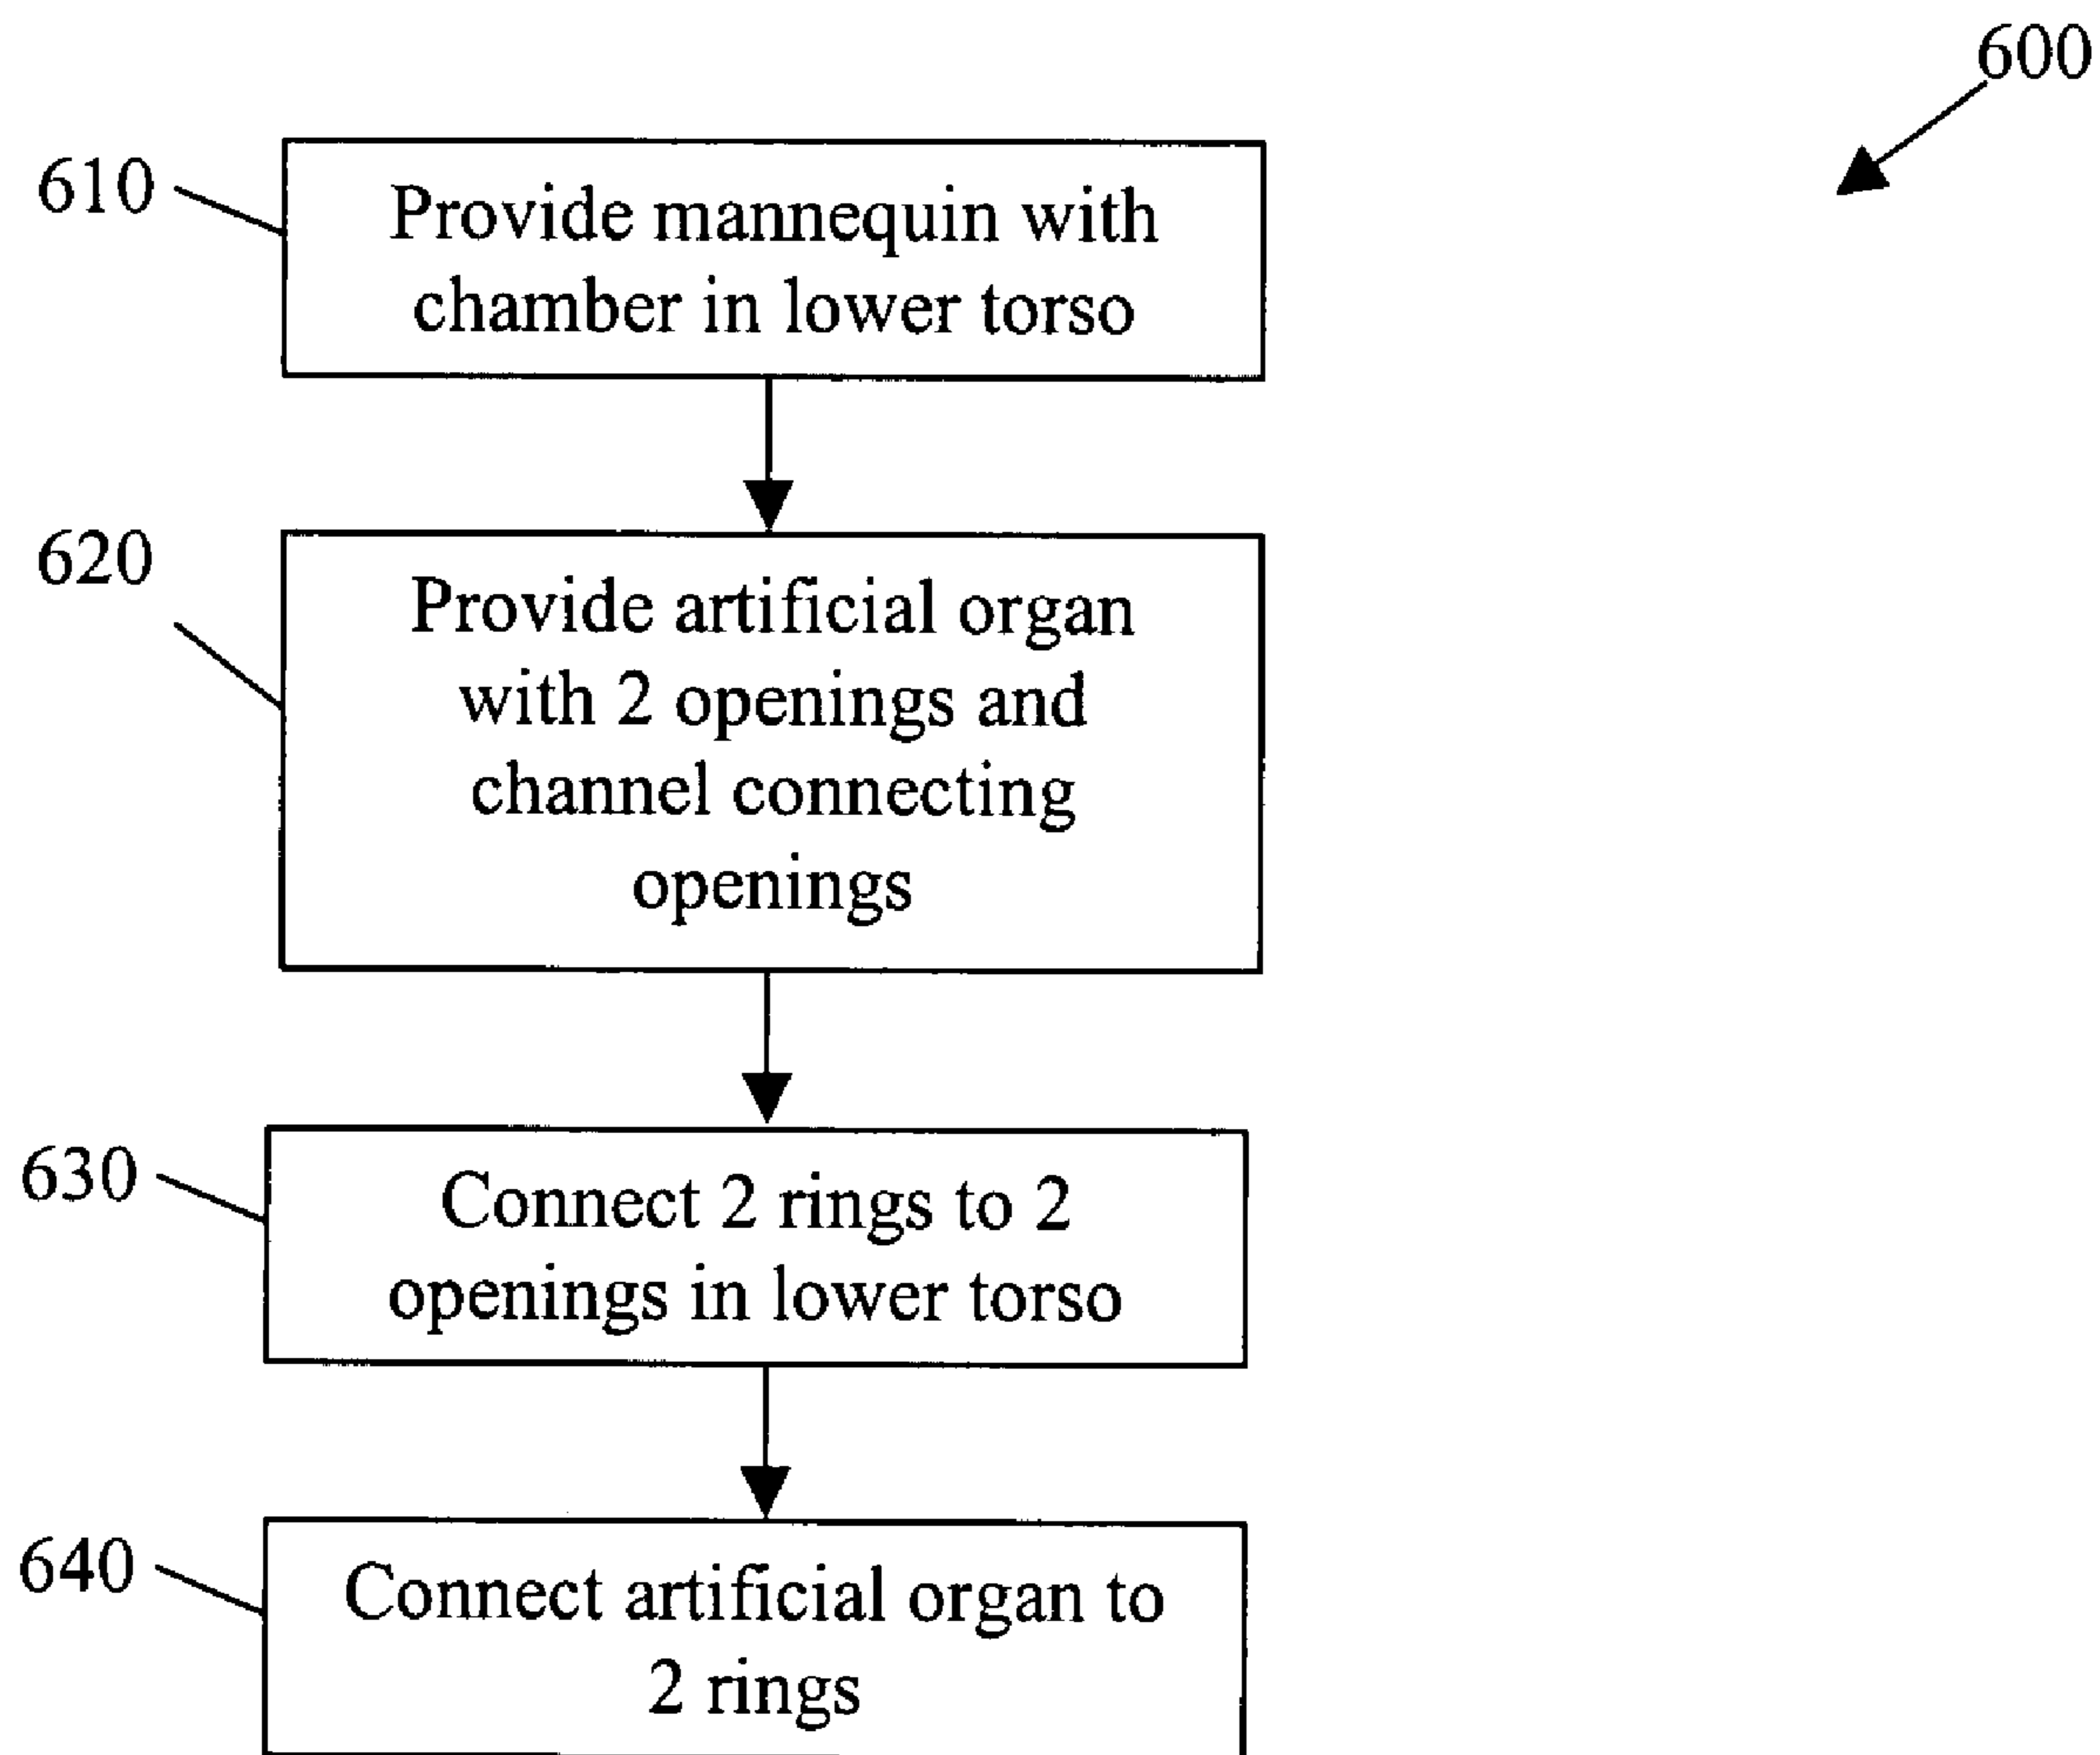 600
610
Provide mannequin with
chamber in lower torso
620
Provide artificial organ
with 2 openings and
channel connecting
openings
630
Connect 2 rings to 2
openings in lower torso
640
Connect artificial organ to
2 rings